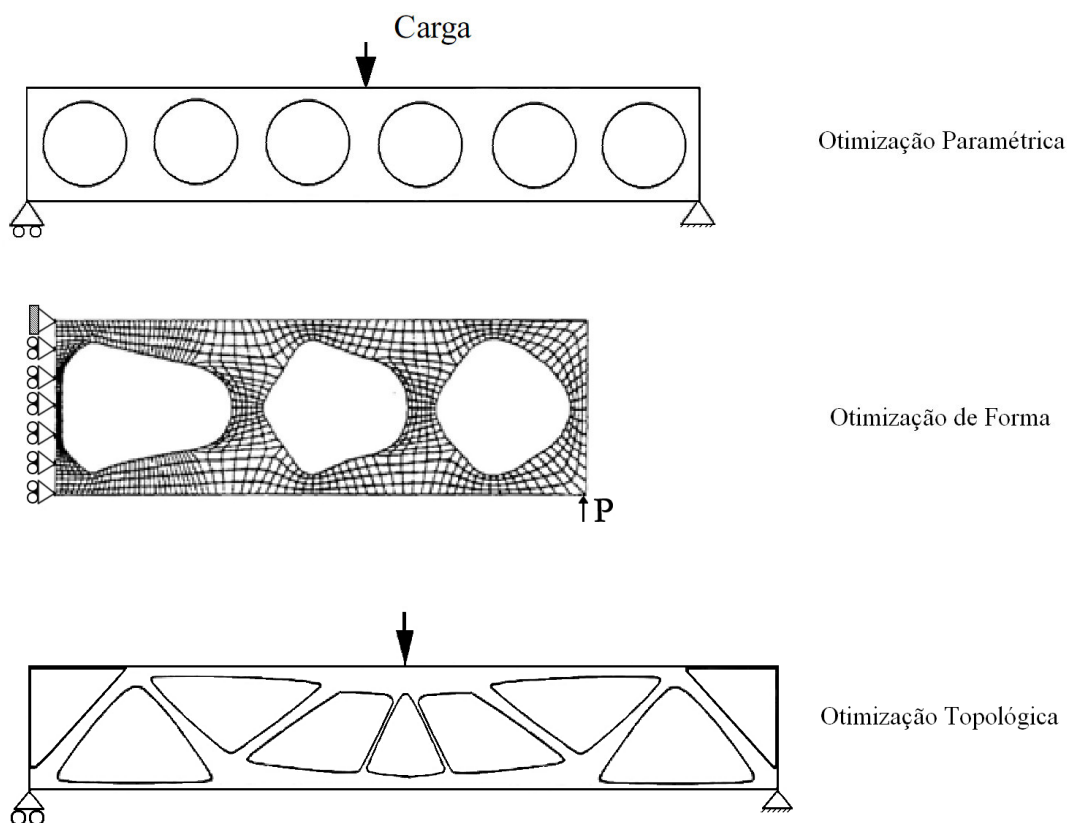 Carga
Otimização Paramétrica
Otimização de Forma
P
Otimização Topológica